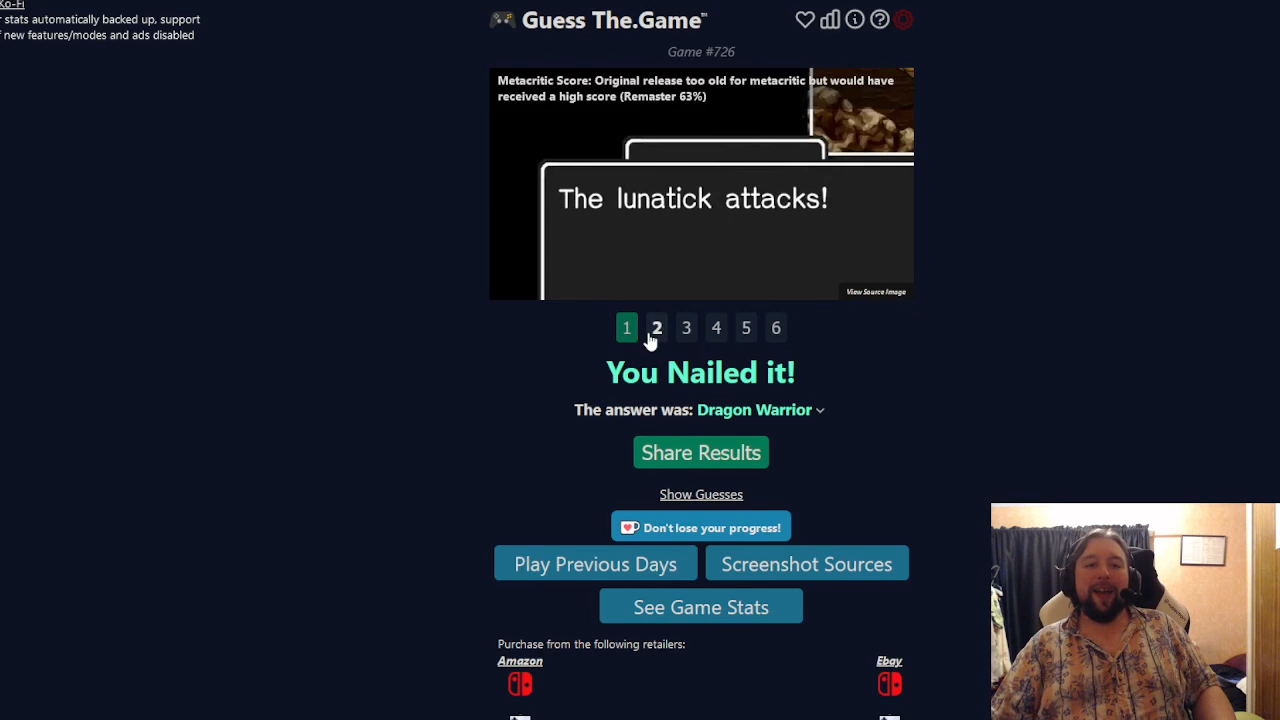 Ko-Fi
r stats automatically backed up, support
f new features/modes and ads disabled
Guess The.Game™
Game #726
Metacritic Score: Original release too old for metacritic but would have
received a high score (Remaster 63%)
The lunatick attacks!
View Source Image
1 2 3 4 5 6
You Nailed it!
The answer was: Dragon Warrior
Share Results
Show Guesses
Don't lose your progress!
Play Previous Days
Screenshot Sources
See Game Stats
Purchase from the following retailers:
Amazon
Ebay